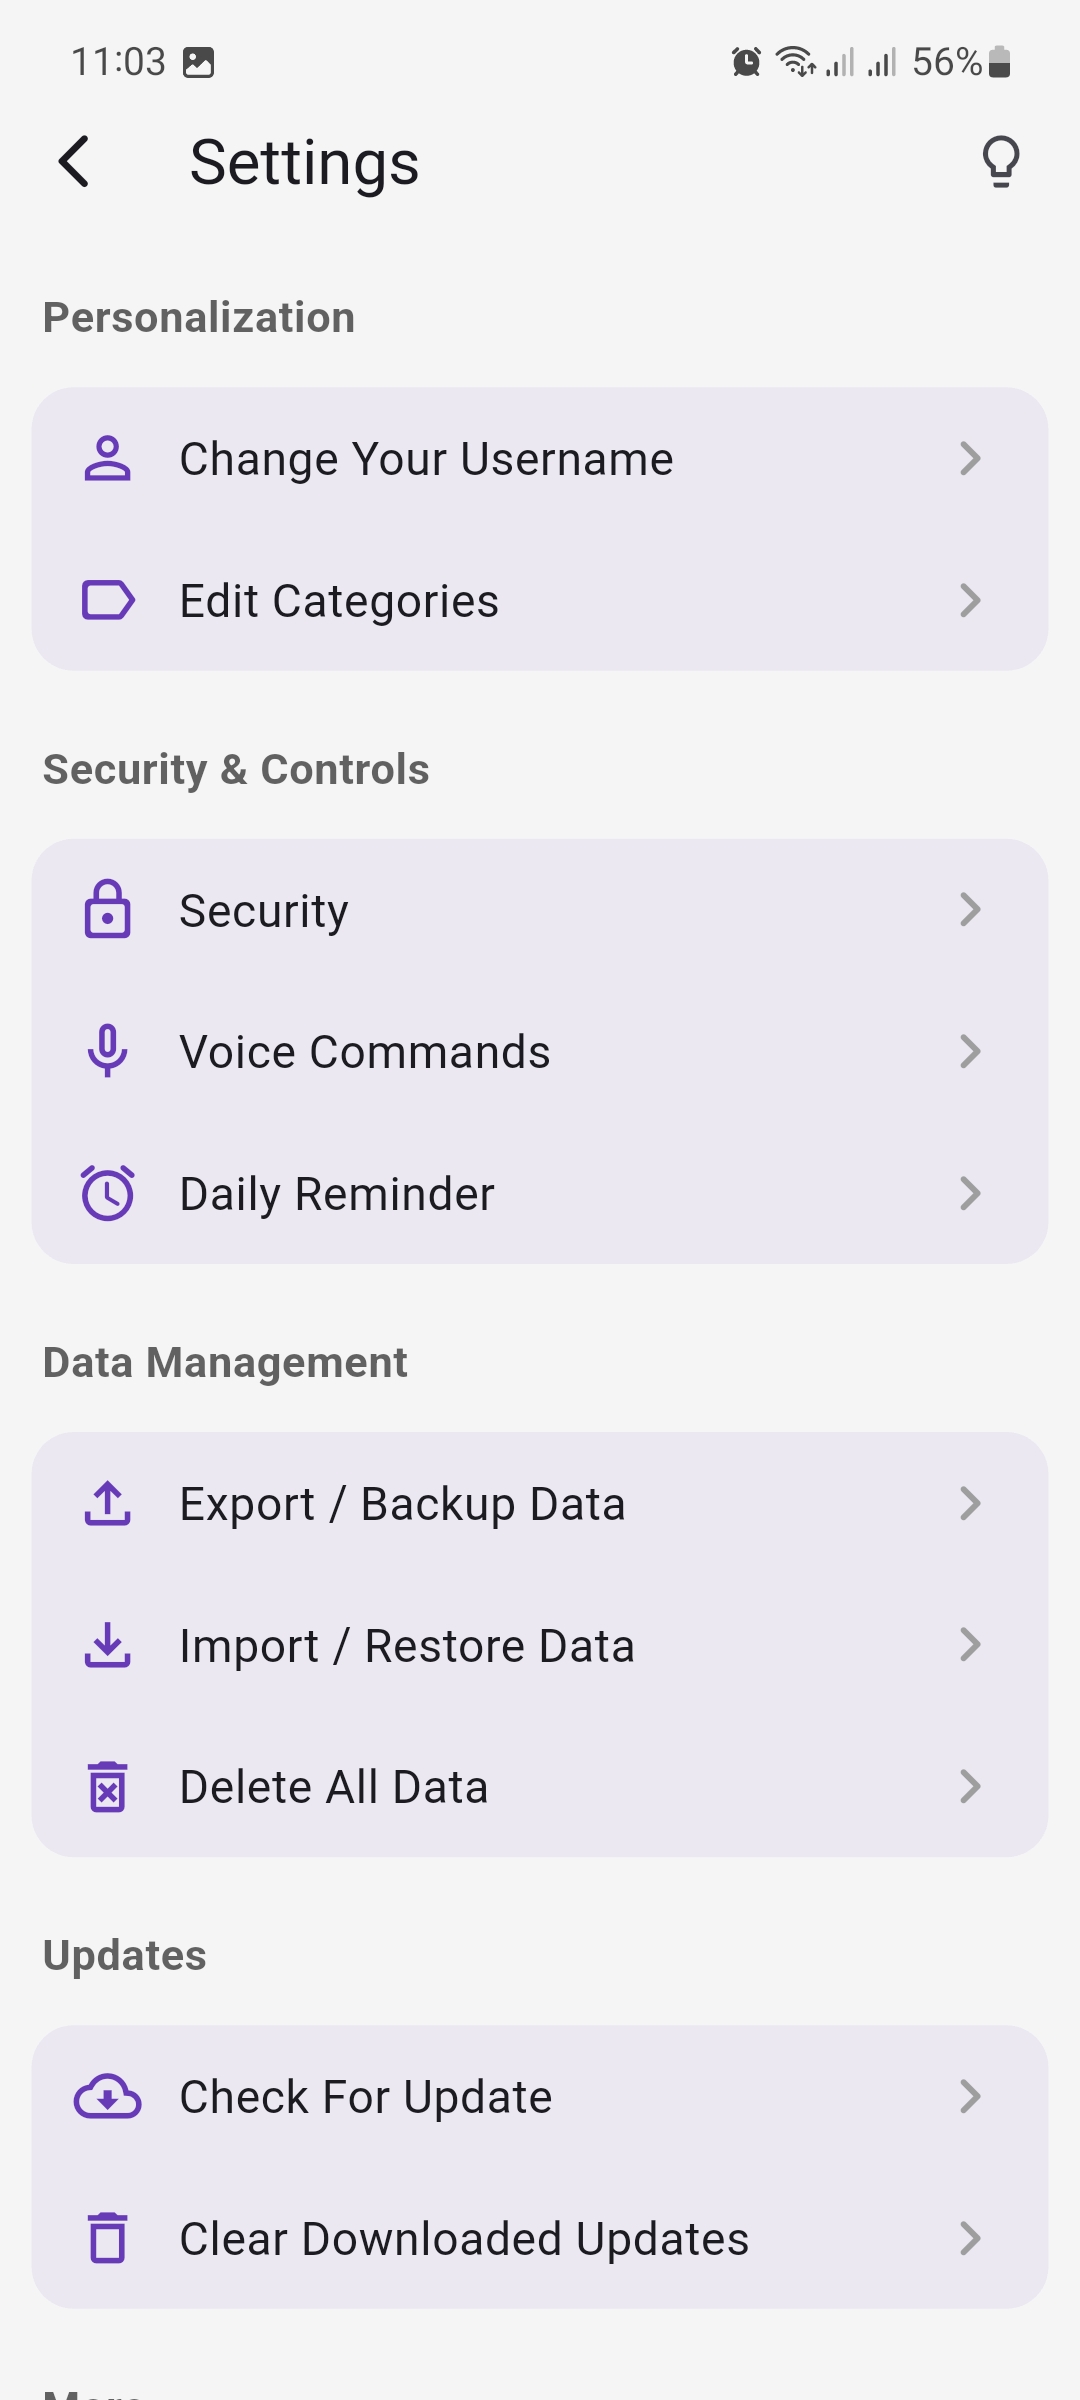 11:03
56%
Settings
Personalization
Change Your Username
Edit Categories
Security & Controls
Security
Voice Commands
Daily Reminder
Data Management
Export / Backup Data
Import / Restore Data
Delete All Data
Updates
Check For Update
Clear Downloaded Updates
More